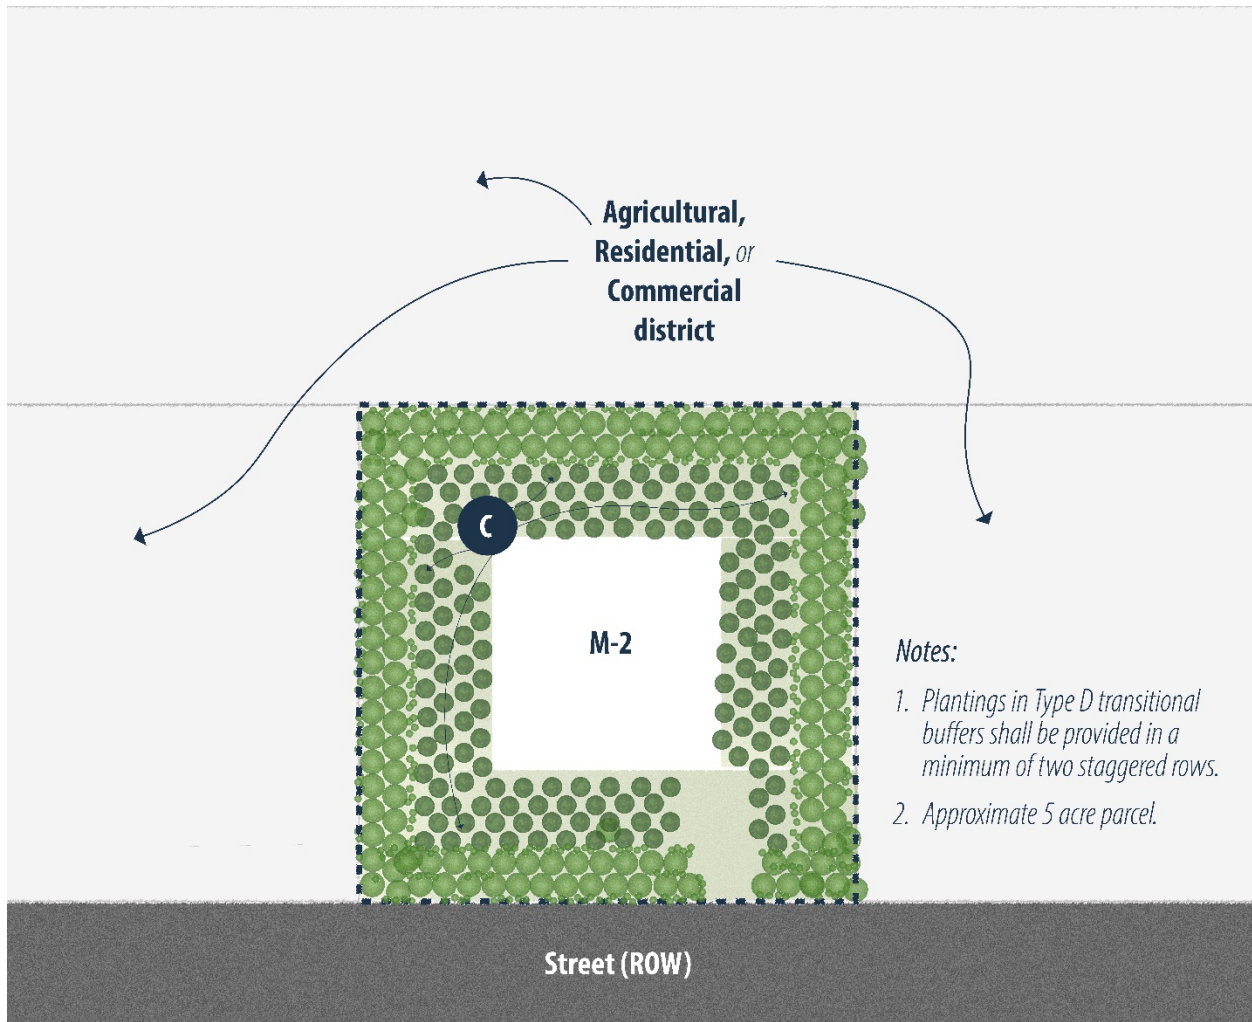 Agricultural,
Residential, or
Commercial
district
C
M-2
Notes:
1. Plantings in Type D transitional
buffers shall be provided in a
minimum of two staggered rows.
2. Approximate 5 acre parcel.
Street (ROW)